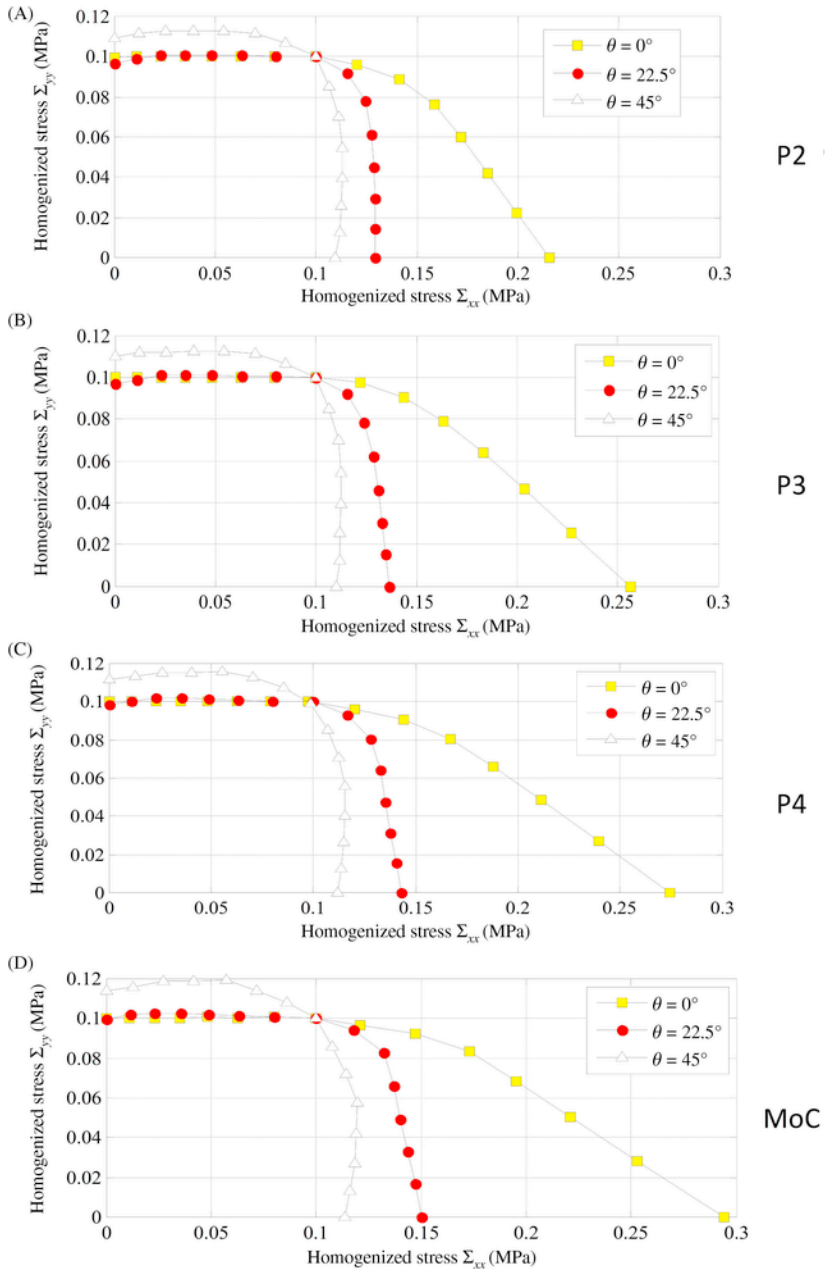 (A)
Homogenized stress Σyy (MPa)
0.12
0.1
0.08
0.06
0.04
0.02
0
θ = 0°
θ = 22.5°
θ = 45°
0 0.05 0.1 0.15 0.2 0.25 0.3
Homogenized stress Σxx (MPa)
P2
(B)
Homogenized stress Σyy (MPa)
0.12
0.1
0.08
0.06
0.04
0.02
0
θ = 0°
θ = 22.5°
θ = 45°
0 0.05 0.1 0.15 0.2 0.25 0.3
Homogenized stress Σxx (MPa)
P3
(C)
Homogenized stress Σyy (MPa)
0.12
0.1
0.08
0.06
0.04
0.02
0
θ = 0°
θ = 22.5°
θ = 45°
0 0.05 0.1 0.15 0.2 0.25 0.3
Homogenized stress Σxx (MPa)
P4
(D)
Homogenized stress Σyy (MPa)
0.12
0.1
0.08
0.06
0.04
0.02
0
θ = 0°
θ = 22.5°
θ = 45°
0 0.05 0.1 0.15 0.2 0.25 0.3
Homogenized stress Σxx (MPa)
MoC